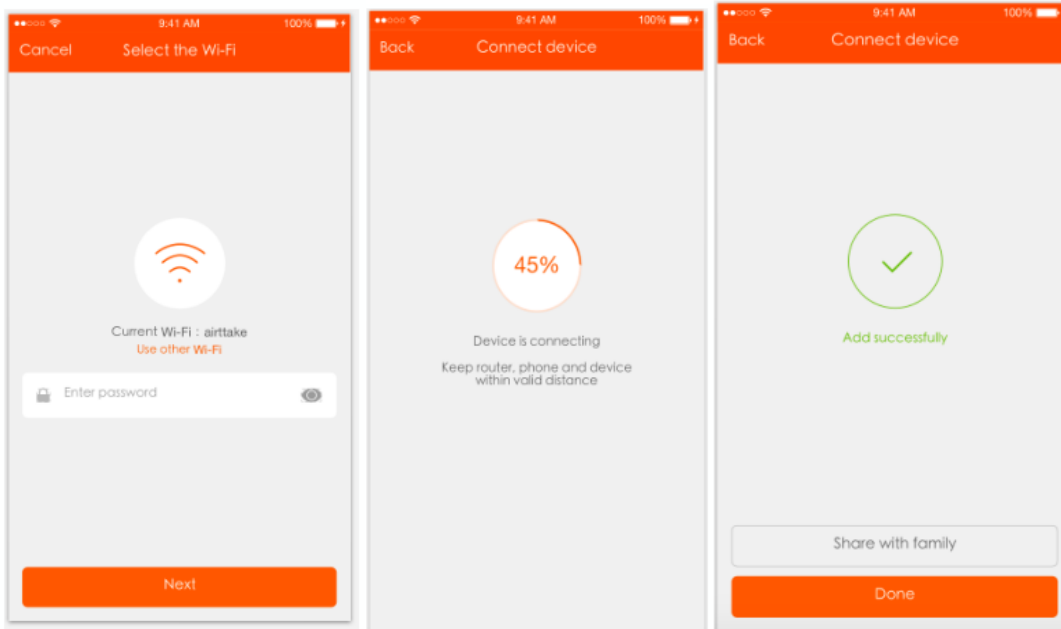 9:41 AM 100%
Cancel Select the Wi-Fi
Current Wi-Fi : airttake
Use other Wi-Fi
Enter password
Next
9:41 AM 100%
Back Connect device
45%
Device is connecting
Keep router, phone and device
within valid distance
9:41 AM 100%
Back Connect device
Add successfully
Share with family
Done